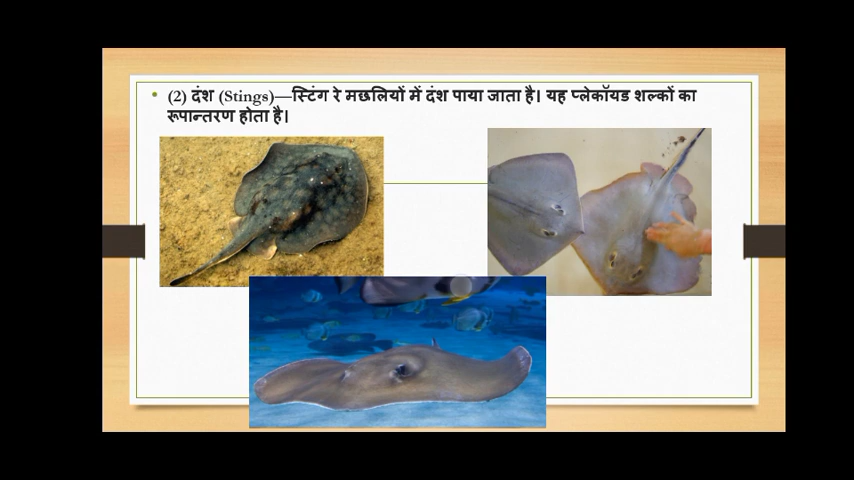 (2) दंश (Stings)—स्टिंग रे मछलियों में दंश पाया जाता है। यह प्लेकॉयड शल्कों का
रूपान्तरण होता है।